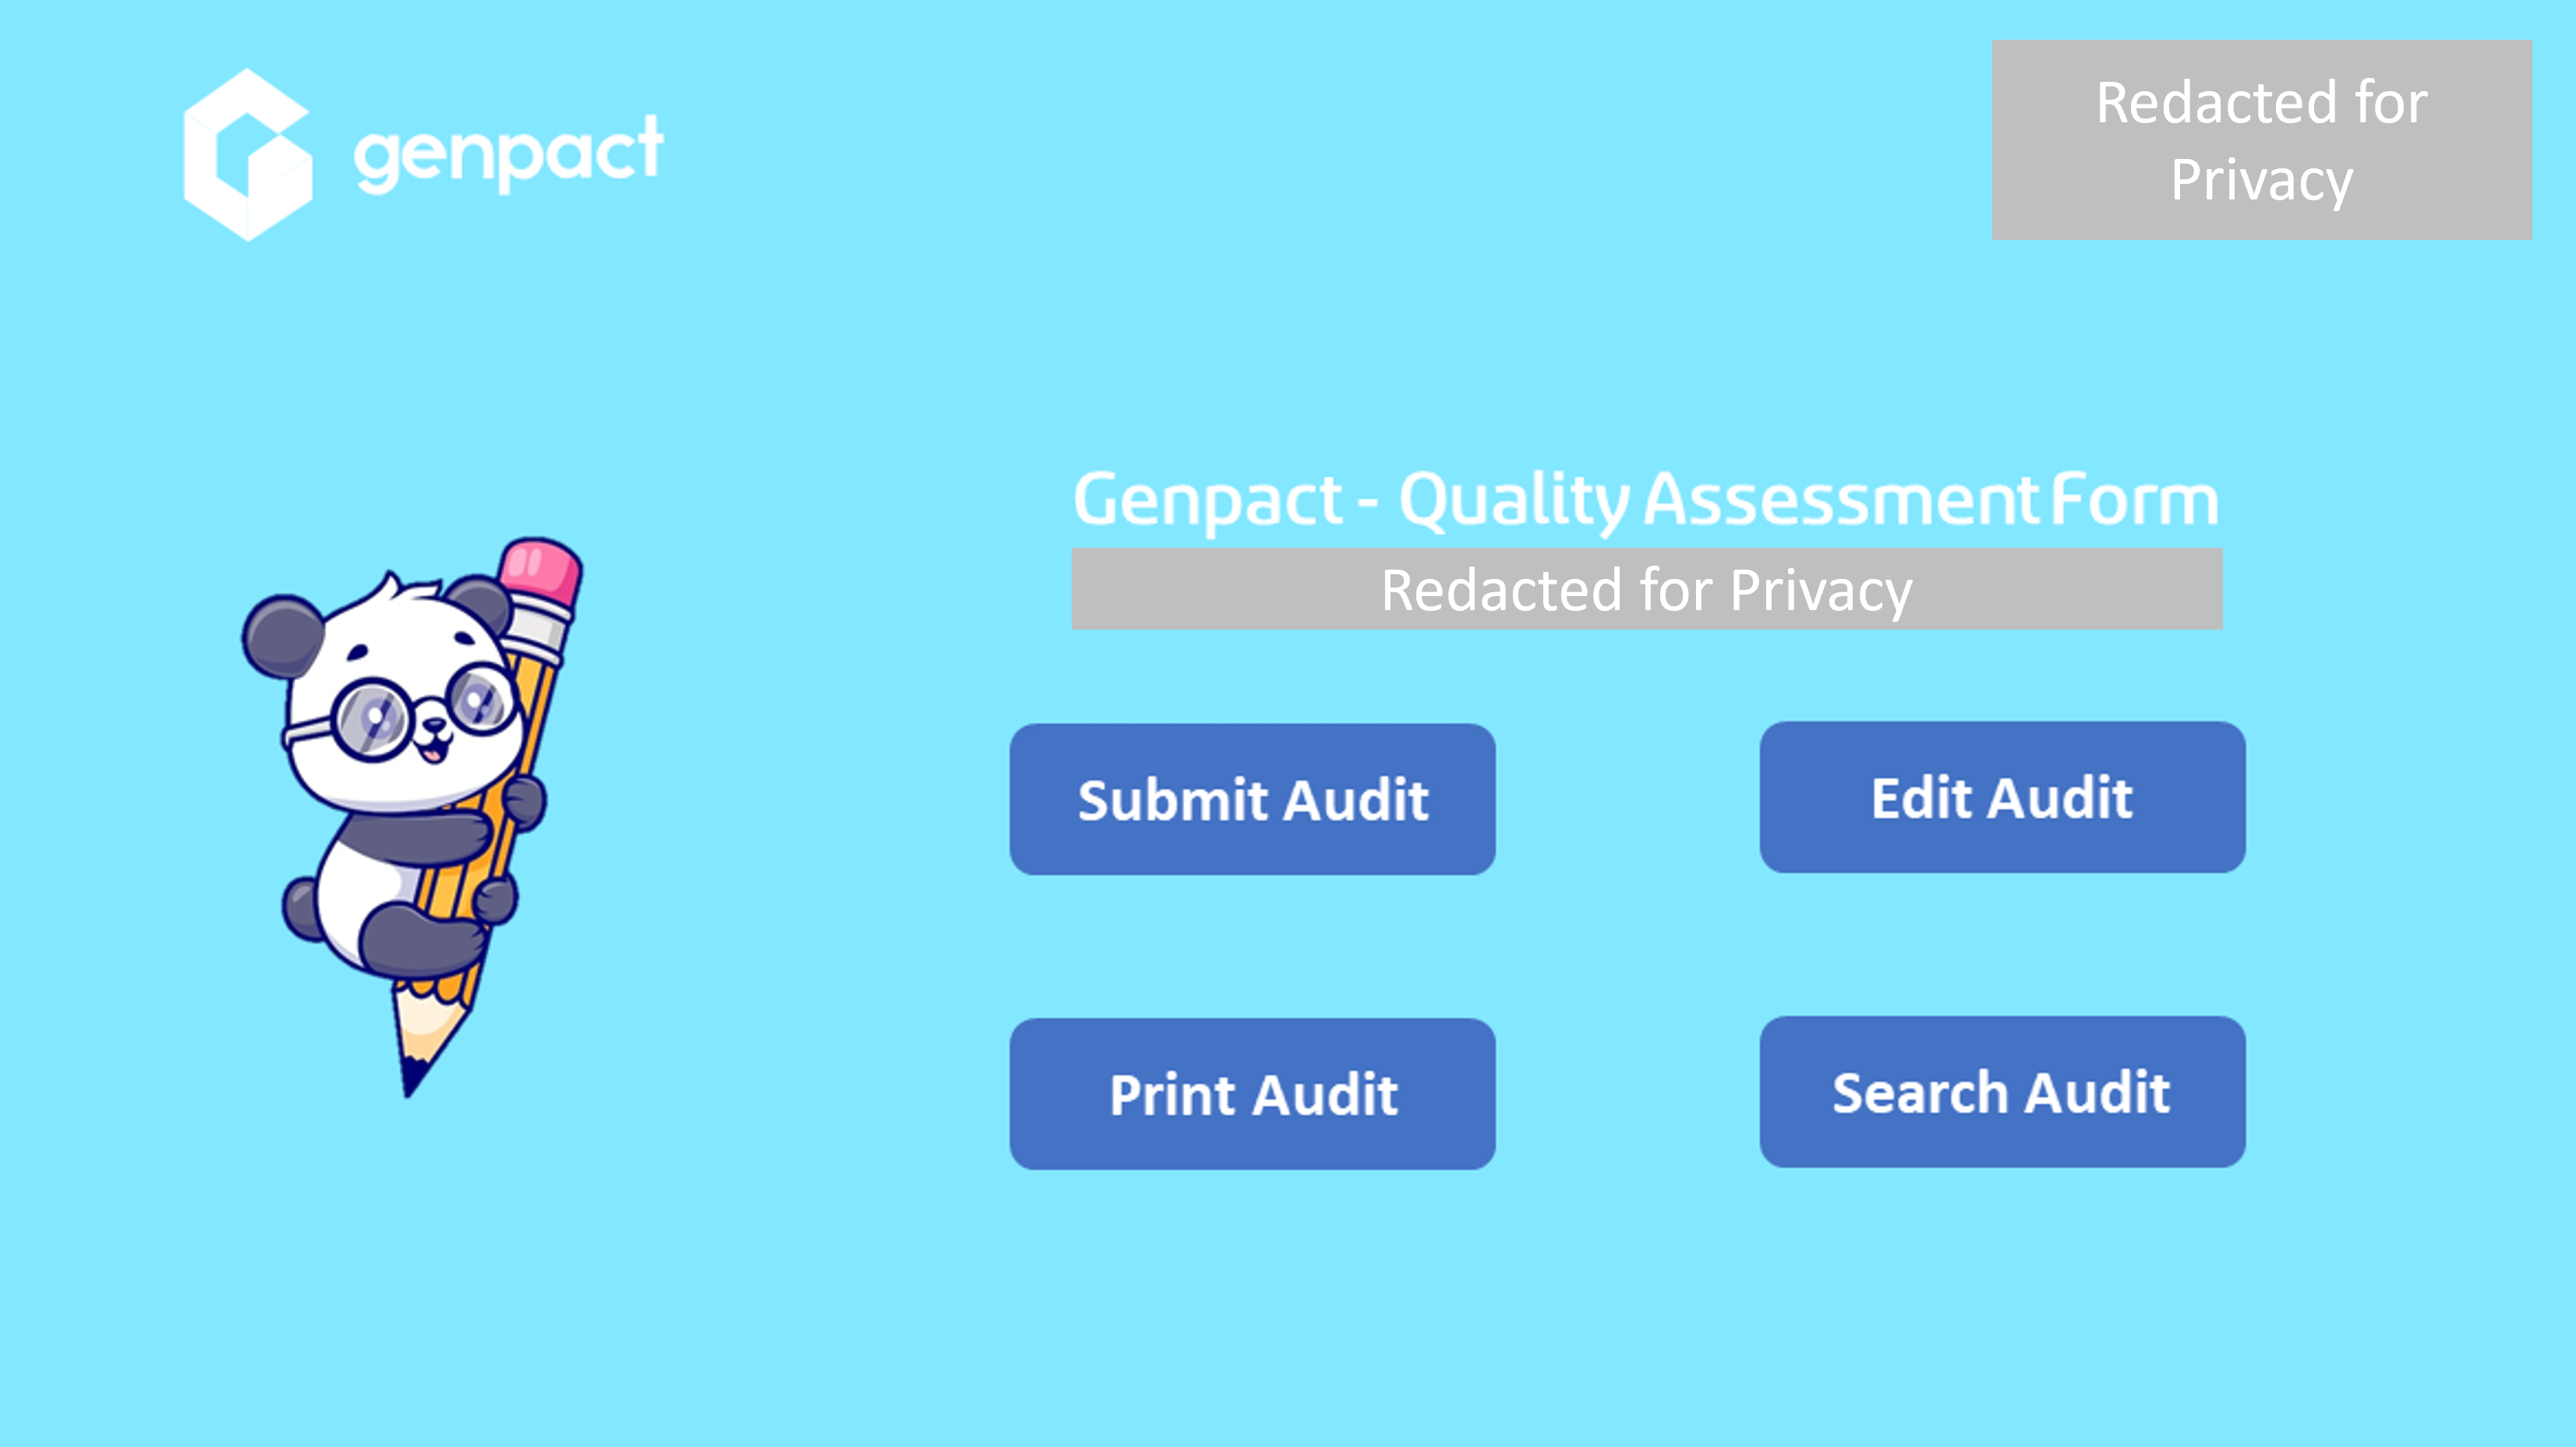 genpact
Redacted for
Privacy
Genpact - Quality Assessment Form
Redacted for Privacy
Submit Audit
Edit Audit
Print Audit
Search Audit